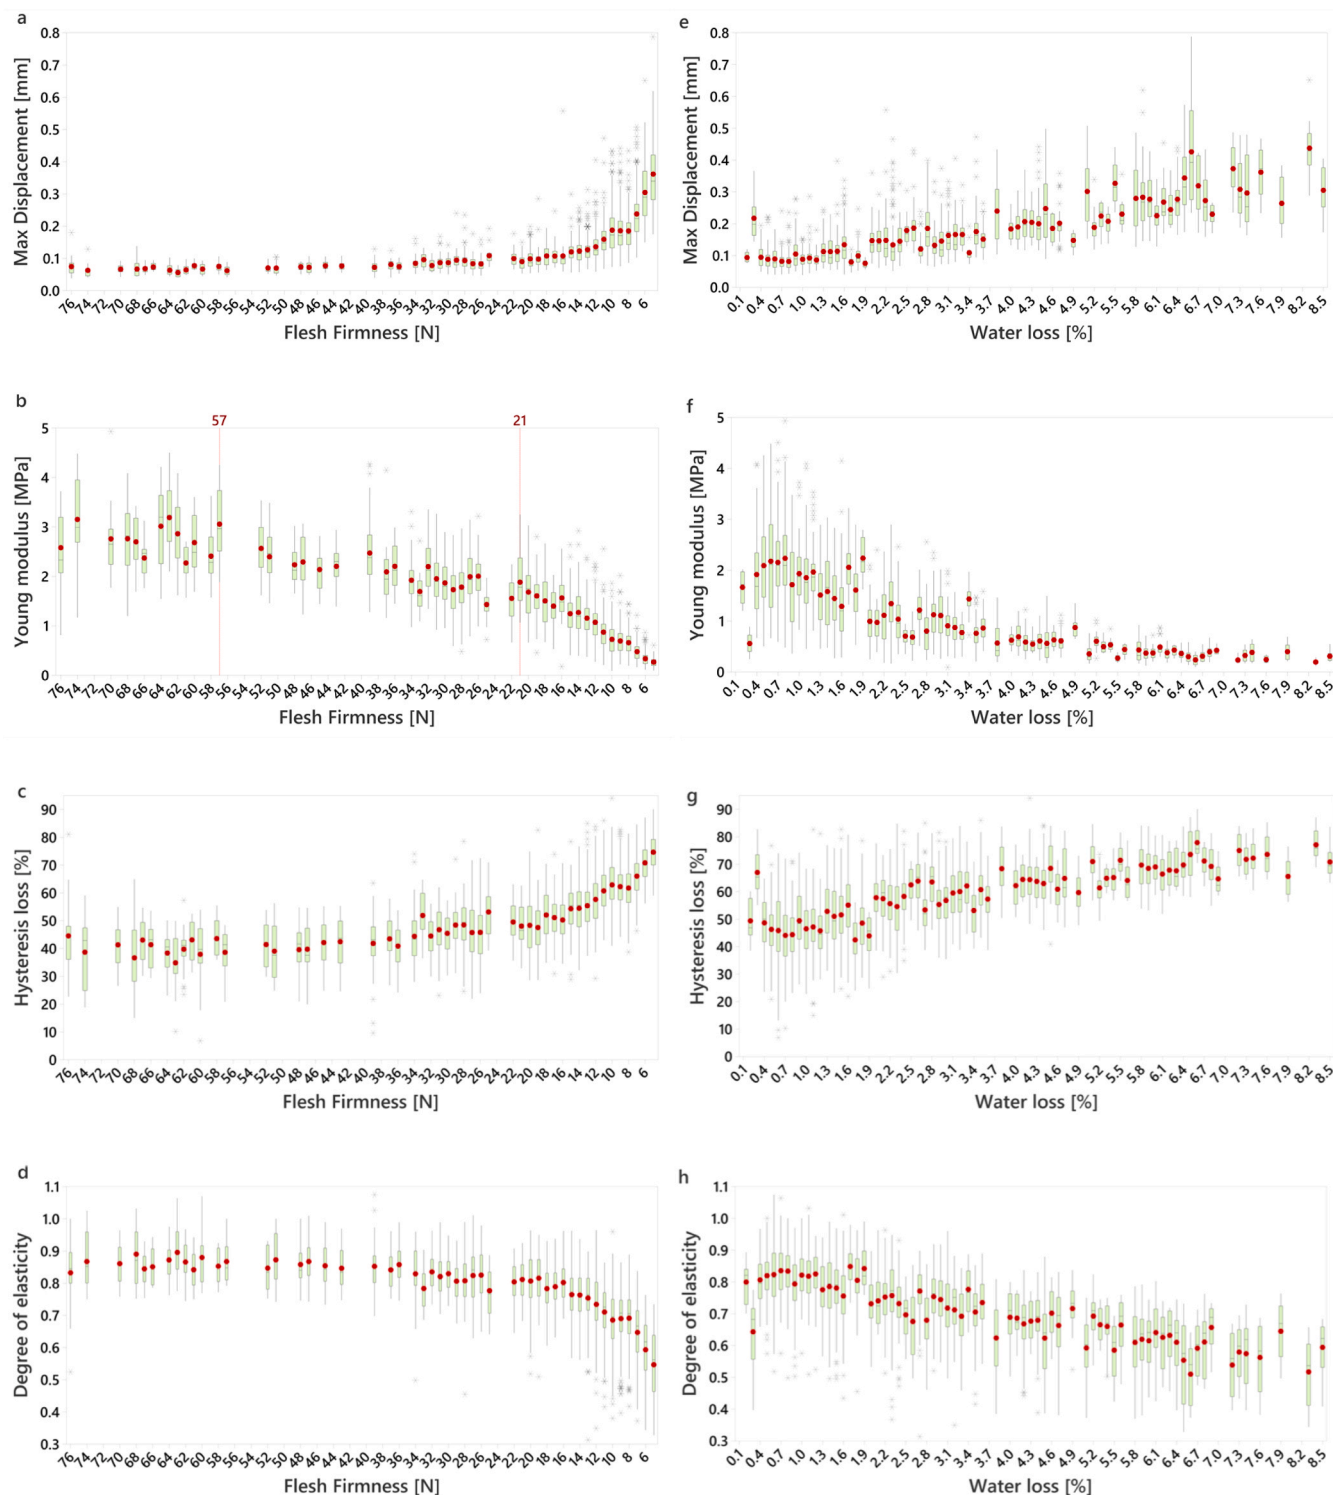 a
Max Displacement [mm]
0.8
0.7
0.6
0.5
0.4
0.3
0.2
0.1
0.0
76 74 72 70 68 66 64 62 60 58 56 54 52 50 48 46 44 42 40 38 36 34 32 30 28 26 24 22 20 18 16 14 12 10 8 6
Flesh Firmness [N]
e
Max Displacement [mm]
0.8
0.7
0.6
0.5
0.4
0.3
0.2
0.1
0.0
0.1 0.4 0.7 1.0 1.3 1.6 1.9 2.2 2.5 2.8 3.1 3.4 3.7 4.0 4.3 4.6 4.9 5.2 5.5 5.8 6.1 6.4 6.7 7.0 7.3 7.6 7.9 8.2 8.5
Water loss [%]
b
57
21
Young modulus [MPa]
5
4
3
2
1
0
76 74 72 70 68 66 64 62 60 58 56 54 52 50 48 46 44 42 40 38 36 34 32 30 28 26 24 22 20 18 16 14 12 10 8 6
Flesh Firmness [N]
f
Young modulus [MPa]
5
4
3
2
1
0
0.1 0.4 0.7 1.0 1.3 1.6 1.9 2.2 2.5 2.8 3.1 3.4 3.7 4.0 4.3 4.6 4.9 5.2 5.5 5.8 6.1 6.4 6.7 7.0 7.3 7.6 7.9 8.2 8.5
Water loss [%]
c
Hysteresis loss [%]
90
80
70
60
50
40
30
20
10
0
76 74 72 70 68 66 64 62 60 58 56 54 52 50 48 46 44 42 40 38 36 34 32 30 28 26 24 22 20 18 16 14 12 10 8 6
Flesh Firmness [N]
g
Hysteresis loss [%]
90
80
70
60
50
40
30
20
10
0
0.1 0.4 0.7 1.0 1.3 1.6 1.9 2.2 2.5 2.8 3.1 3.4 3.7 4.0 4.3 4.6 4.9 5.2 5.5 5.8 6.1 6.4 6.7 7.0 7.3 7.6 7.9 8.2 8.5
Water loss [%]
d
Degree of elasticity
1.1
1.0
0.9
0.8
0.7
0.6
0.5
0.4
0.3
76 74 72 70 68 66 64 62 60 58 56 54 52 50 48 46 44 42 40 38 36 34 32 30 28 26 24 22 20 18 16 14 12 10 8 6
Flesh Firmness [N]
h
Degree of elasticity
1.1
1.0
0.9
0.8
0.7
0.6
0.5
0.4
0.3
0.1 0.4 0.7 1.0 1.3 1.6 1.9 2.2 2.5 2.8 3.1 3.4 3.7 4.0 4.3 4.6 4.9 5.2 5.5 5.8 6.1 6.4 6.7 7.0 7.3 7.6 7.9 8.2 8.5
Water loss [%]